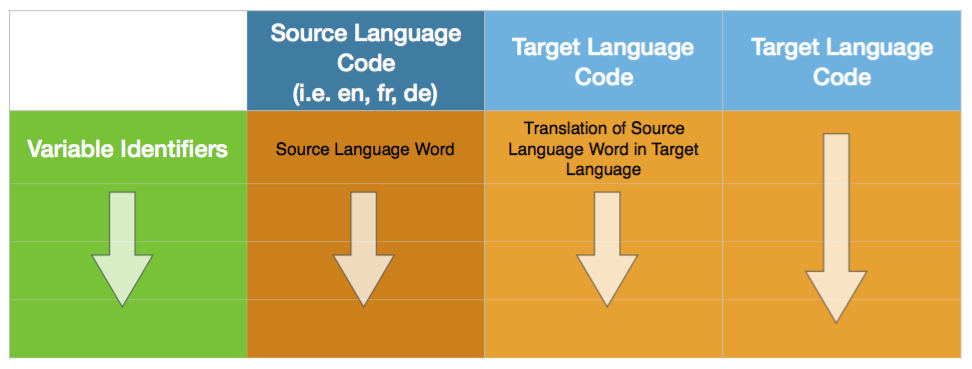 Source Language
Code
(i.e. en, fr, de)
Target Language
Code
Target Language
Code
Variable Identifiers
Source Language Word
Translation of Source
Language Word in Target
Language